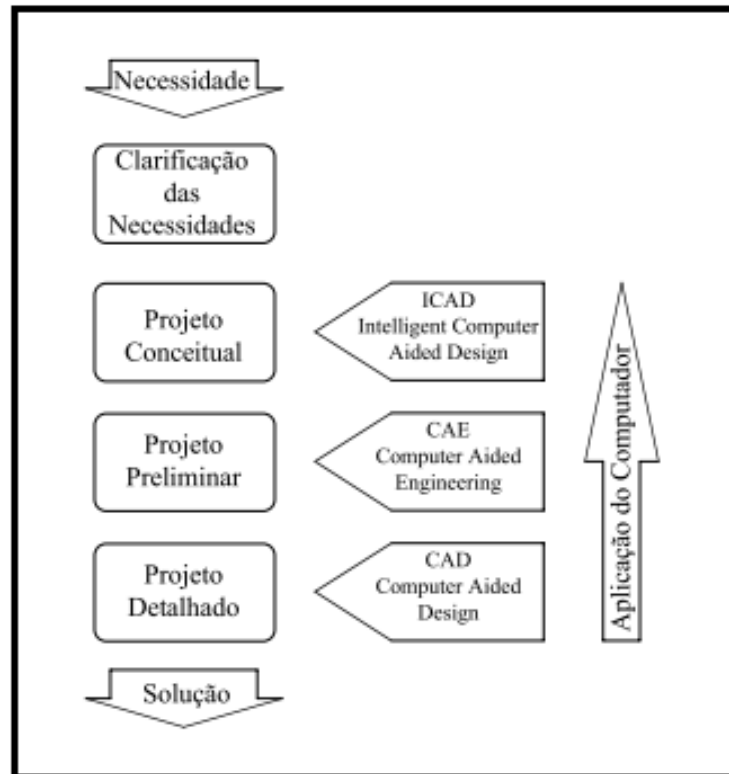 Necessidade
Clarificação
das
Necessidades
Projeto
Conceitual
ICAD
Intelligent Computer
Aided Design
Projeto
Preliminar
CAE
Computer Aided
Engineering
Projeto
Detalhado
CAD
Computer Aided
Design
Solução
Aplicação do Computador